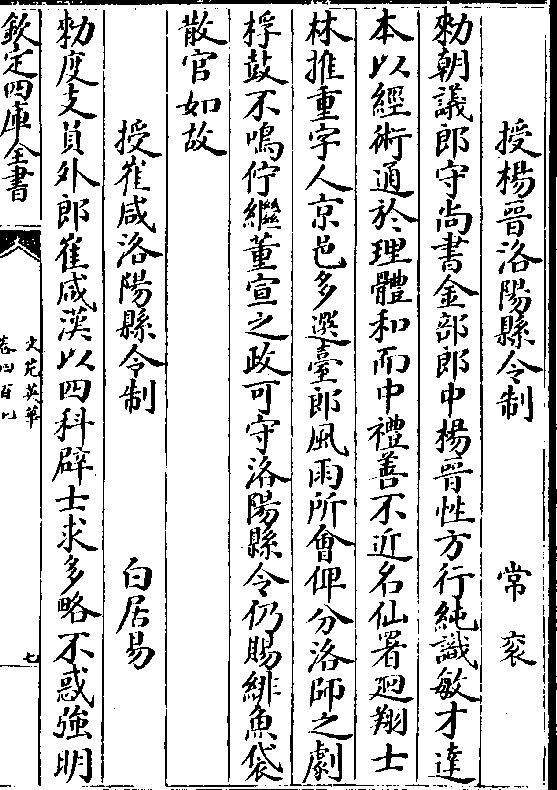 授楊晉洛陽縣令制　常袞
勑朝議郎守尚書金部郎中楊晉性方行純識敏才達
本以經術通於理體和而中禮善不近名仙署迴翔士
林推重字人京邑多選臺郎風雨所會仰分洛師之劇
桴鼓不鳴佇繼董宣之政可守洛陽縣令仍賜緋魚袋
散官如故
授崔咸洛陽縣令制　白居易
勑度支員外郎崔咸漢以四科辟士求多略不惑強明
欽定四庫全書
文苑英華
卷四百
七